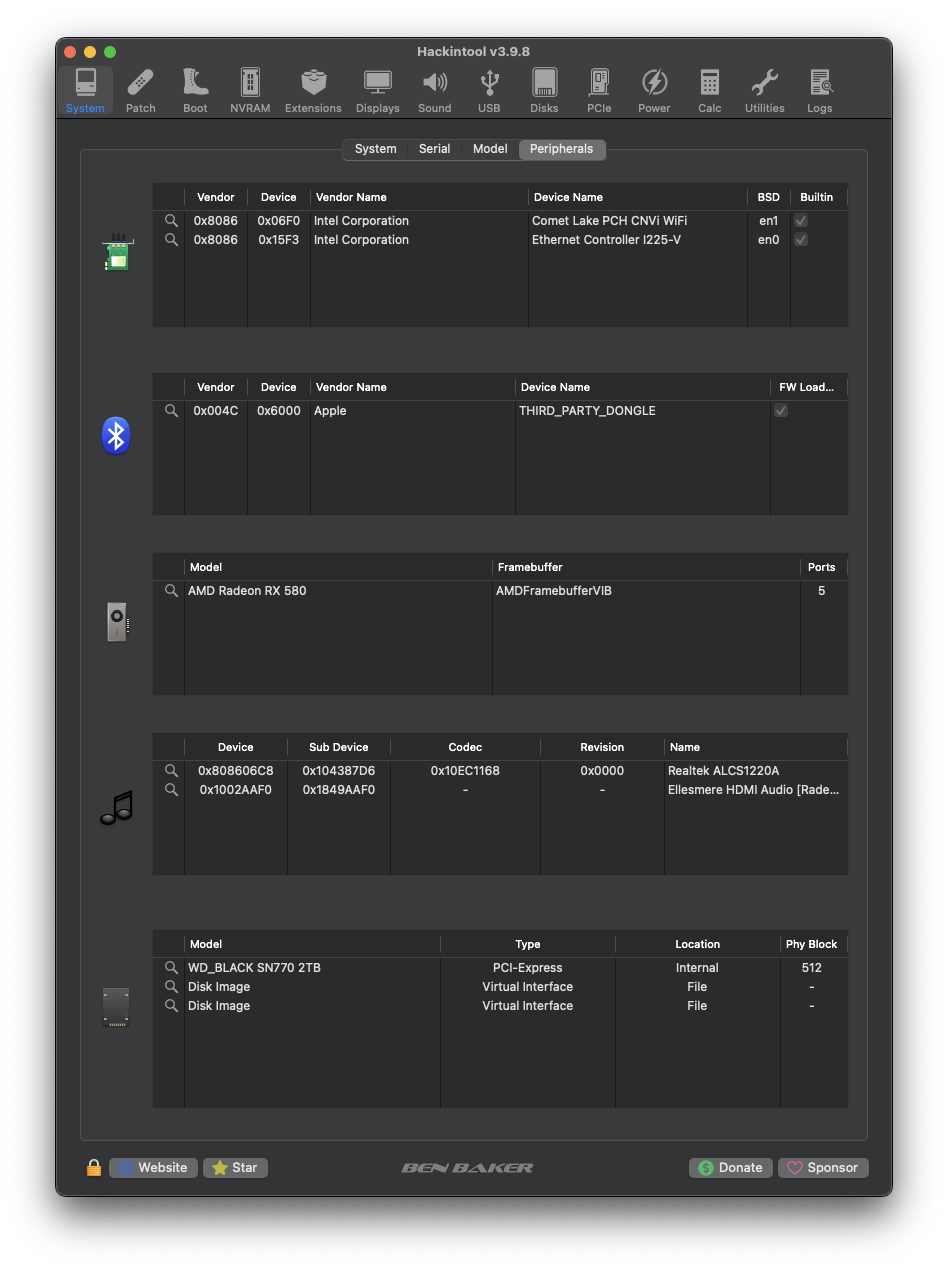 Hackintool v3.9.8
System Patch Boot NVRAM Extensions Displays Sound USB Disks PCIe Power Calc Utilities Logs
System Serial Model Peripherals
Vendor Device Vendor Name Device Name BSD Builtin
0x8086 0x06F0 Intel Corporation Comet Lake PCH CNVi WiFi en1
0x8086 0x15F3 Intel Corporation Ethernet Controller I225-V en0
Vendor Device Vendor Name Device Name FW Load...
0x004C 0x6000 Apple THIRD_PARTY_DONGLE
Model Framebuffer Ports
AMD Radeon RX 580 AMDFramebufferVIB 5
Device Sub Device Codec Revision Name
0x808606C8 0x104387D6 0x10EC1168 0x0000 Realtek ALCS1220A
0x1002AAF0 0x1849AAF0 - - Ellesmere HDMI Audio [Rade...
Model Type Location Phy Block
WD_BLACK SN770 2TB PCI-Express Internal 512
Disk Image Virtual Interface File -
Disk Image Virtual Interface File -
Website Star BEN BAKER Donate Sponsor